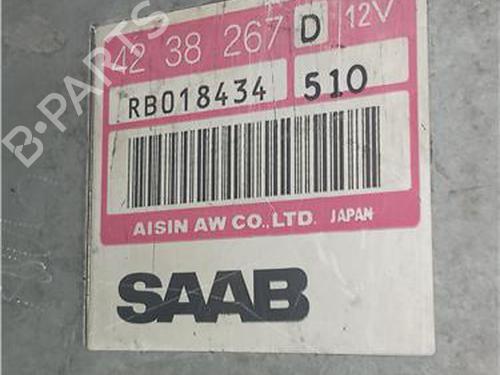 42 38 267 D 12V
RB018434 510
AISIN AW CO.,LTD. JAPAN
SAAB
B-PARTS